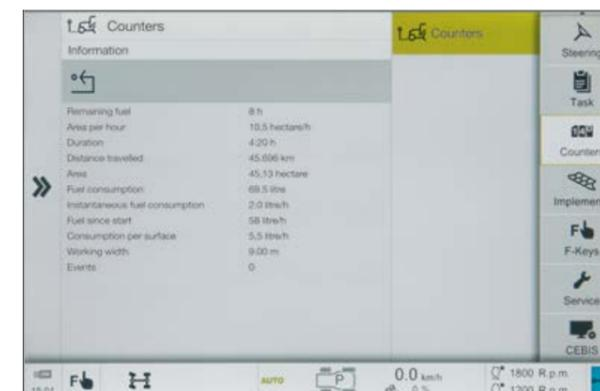 Counters
Information
Remaining fuel 8 h
Area per hour 10,5 hectare/h
Duration 4:20 h
Distance travelled 45.696 km
Area 45,13 hectare
Fuel consumption 69.5 litre
Instantaneous fuel consumption 2.0 litre/h
Fuel since start 58 litre/h
Consumption per surface 5,5 litre/h
Working width 9.00 m
Events 0
Counters
Steering
Task
Counters
Implement
F-Keys
Service
CEBIS
AUTO
P
0.0 km/h
0 %
1800 R.p.m.
1200 R.p.m.